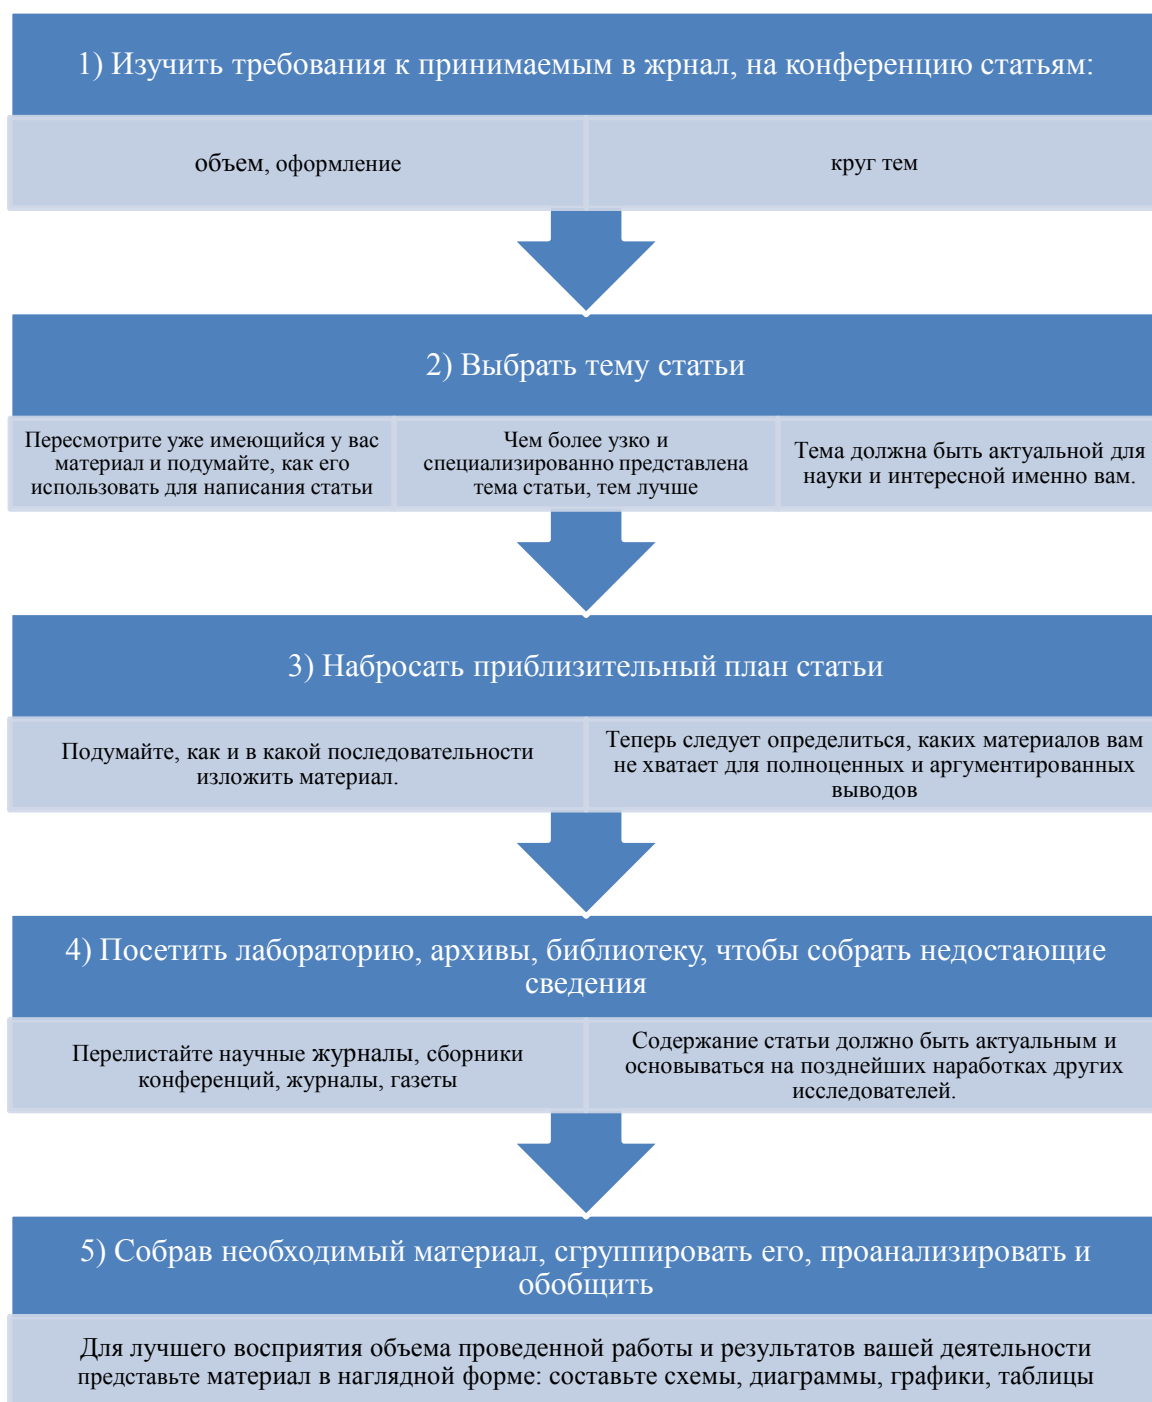 1) Изучить требования к принимаемым в жрнал, на конференцию статьям:
объем, оформление
круг тем
2) Выбрать тему статьи
Пересмотрите уже имеющийся у вас
материал и подумайте, как его
использовать для написания статьи
Чем более узко и
специализированно представлена
тема статьи, тем лучше
Тема должна быть актуальной для
науки и интересной именно вам.
3) Набросать приблизительный план статьи
Подумайте, как и в какой последовательности
изложить материал.
Теперь следует определиться, каких материалов вам
не хватает для полноценных и аргументированных
выводов
4) Посетить лабораторию, архивы, библиотеку, чтобы собрать недостающие
сведения
Перелистайте научные журналы, сборники
конференций, журналы, газеты
Содержание статьи должно быть актуальным и
основываться на позднейших наработках других
исследователей.
5) Собрав необходимый материал, сгруппировать его, проанализировать и
обобщить
Для лучшего восприятия объема проведенной работы и результатов вашей деятельности
представьте материал в наглядной форме: составьте схемы, диаграммы, графики, таблицы